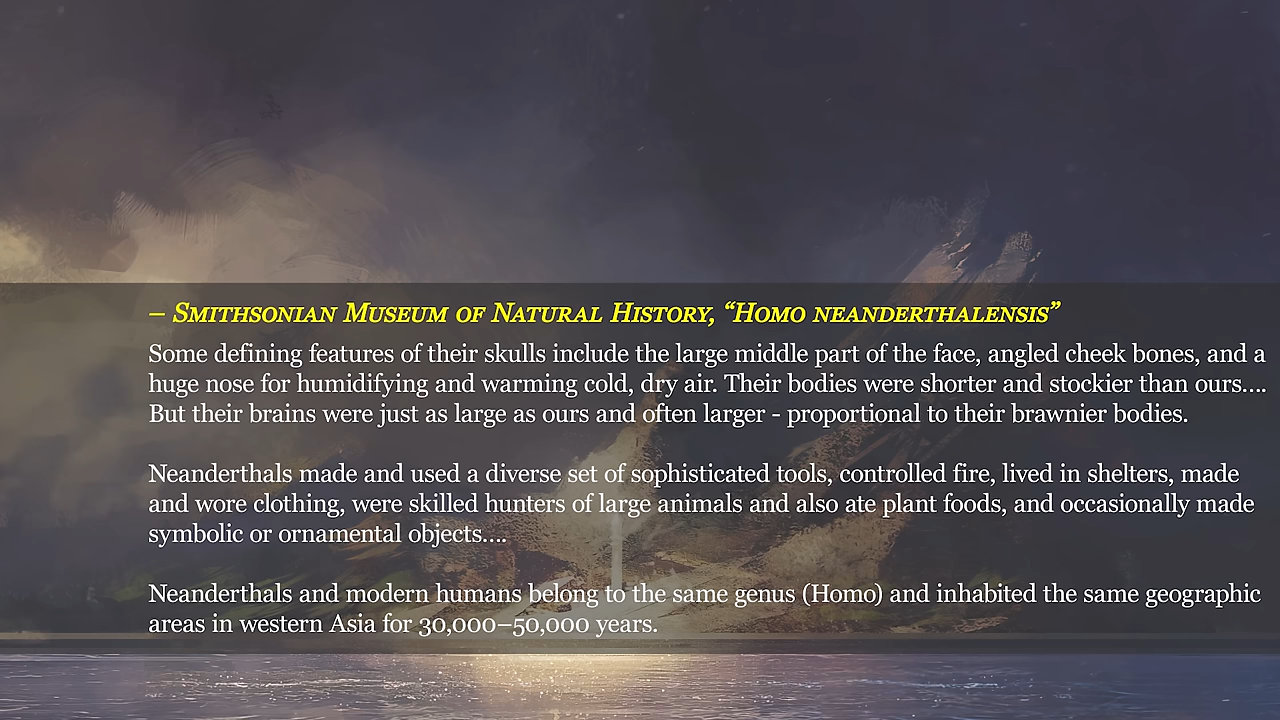 – Smithsonian Museum of Natural History, “Homo neanderthalensis”
Some defining features of their skulls include the large middle part of the face, angled cheek bones, and a
huge nose for humidifying and warming cold, dry air. Their bodies were shorter and stockier than ours....
But their brains were just as large as ours and often larger - proportional to their brawnier bodies.
Neanderthals made and used a diverse set of sophisticated tools, controlled fire, lived in shelters, made
and wore clothing, were skilled hunters of large animals and also ate plant foods, and occasionally made
symbolic or ornamental objects....
Neanderthals and modern humans belong to the same genus (Homo) and inhabited the same geographic
areas in western Asia for 30,000–50,000 years.